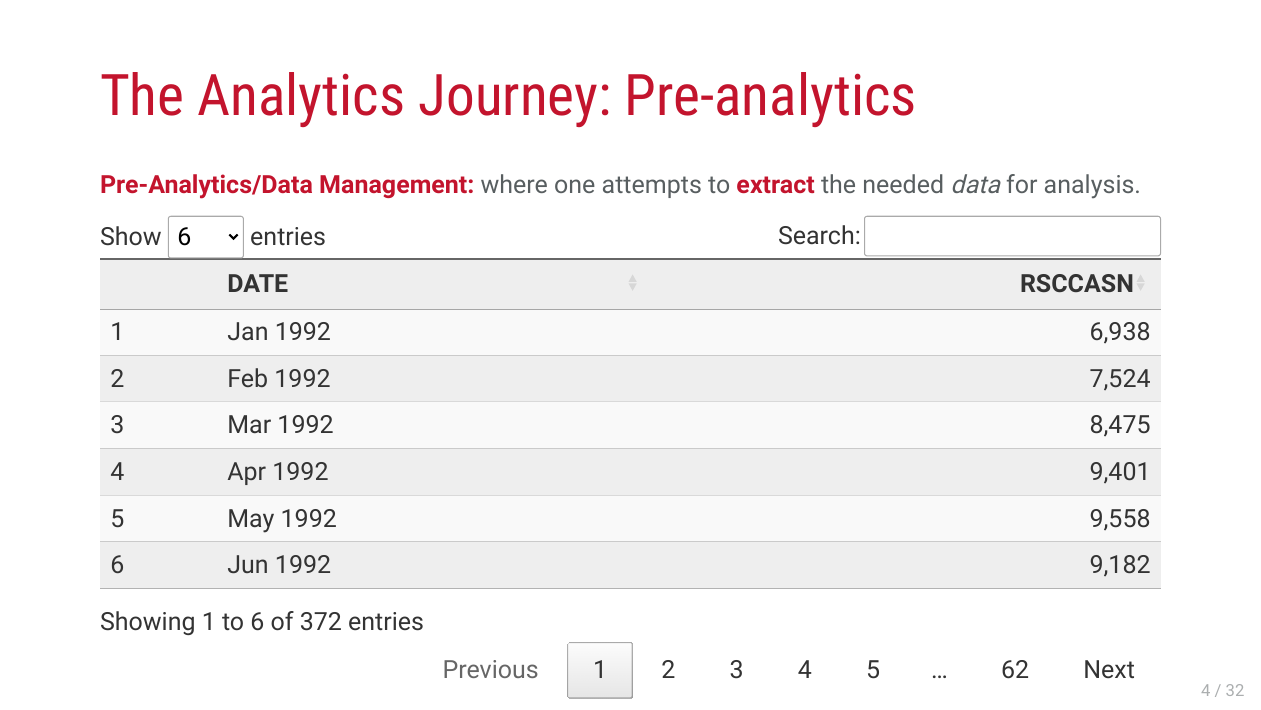 The Analytics Journey: Pre-analytics
Pre-Analytics/Data Management: where one attempts to extract the needed data for analysis.
Show 6 entries Search:
DATE RSCCASN
1 Jan 1992 6,938
2 Feb 1992 7,524
3 Mar 1992 8,475
4 Apr 1992 9,401
5 May 1992 9,558
6 Jun 1992 9,182
Showing 1 to 6 of 372 entries
Previous 1 2 3 4 5 … 62 Next
4 / 32